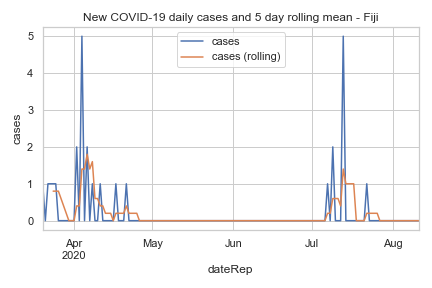 New COVID-19 daily cases and 5 day rolling mean - Fiji
cases
cases (rolling)
5
4
3
2
1
0
cases
Apr
2020
May
Jun
Jul
Aug
dateRep